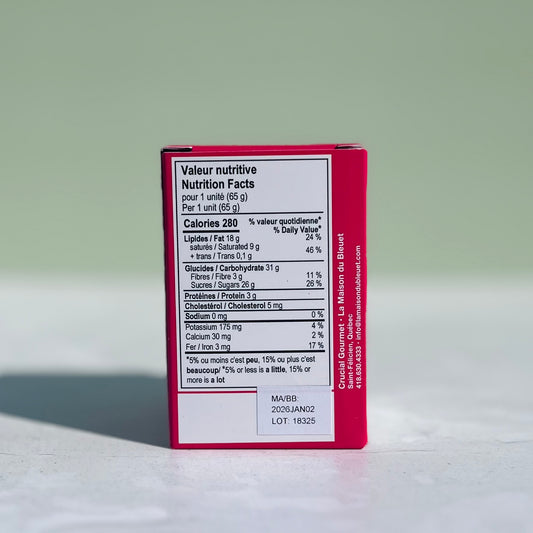 Valeur nutritive
Nutrition Facts
pour 1 unité (65 g)
Per 1 unit (65 g)
Calories 280
% valeur quotidienne*
% Daily Value*
Lipides / Fat 18 g 24 %
saturés / Saturated 9 g
+ trans / Trans 0,1 g 46 %
Glucides / Carbohydrate 31 g
Fibres / Fibre 3 g 11 %
Sucres / Sugars 26 g 26 %
Protéines / Protein 3 g
Cholestérol / Cholesterol 5 mg
Sodium 0 mg 0 %
Potassium 175 mg 4 %
Calcium 30 mg 2 %
Fer / Iron 3 mg 17 %
*5% ou moins c'est peu, 15% ou plus c'est
beaucoup/ *5% or less is a little, 15% or
more is a lot
MA/BB:
2026JAN02
LOT: 18325
Crucial Gourmet · La Maison du Bleuet
Saint-Félicien, Québec
418.630.4333 · info@lamaisondubleuet.com